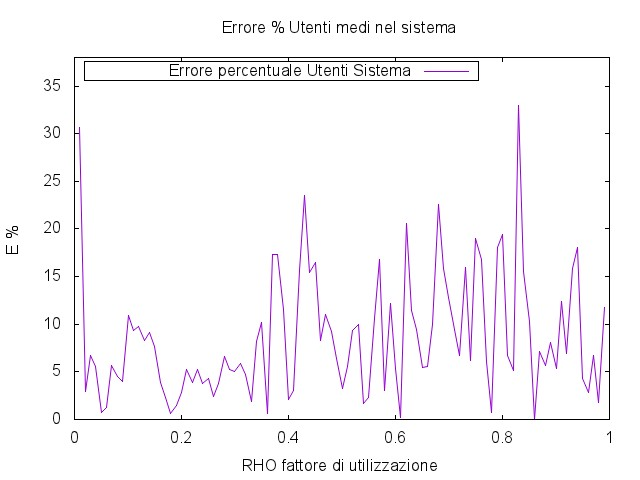 Errore % Utenti medi nel sistema
Errore percentuale Utenti Sistema
35
30
25
20
15
10
5
0
E %
0 0.2 0.4 0.6 0.8 1
RHO fattore di utilizzazione